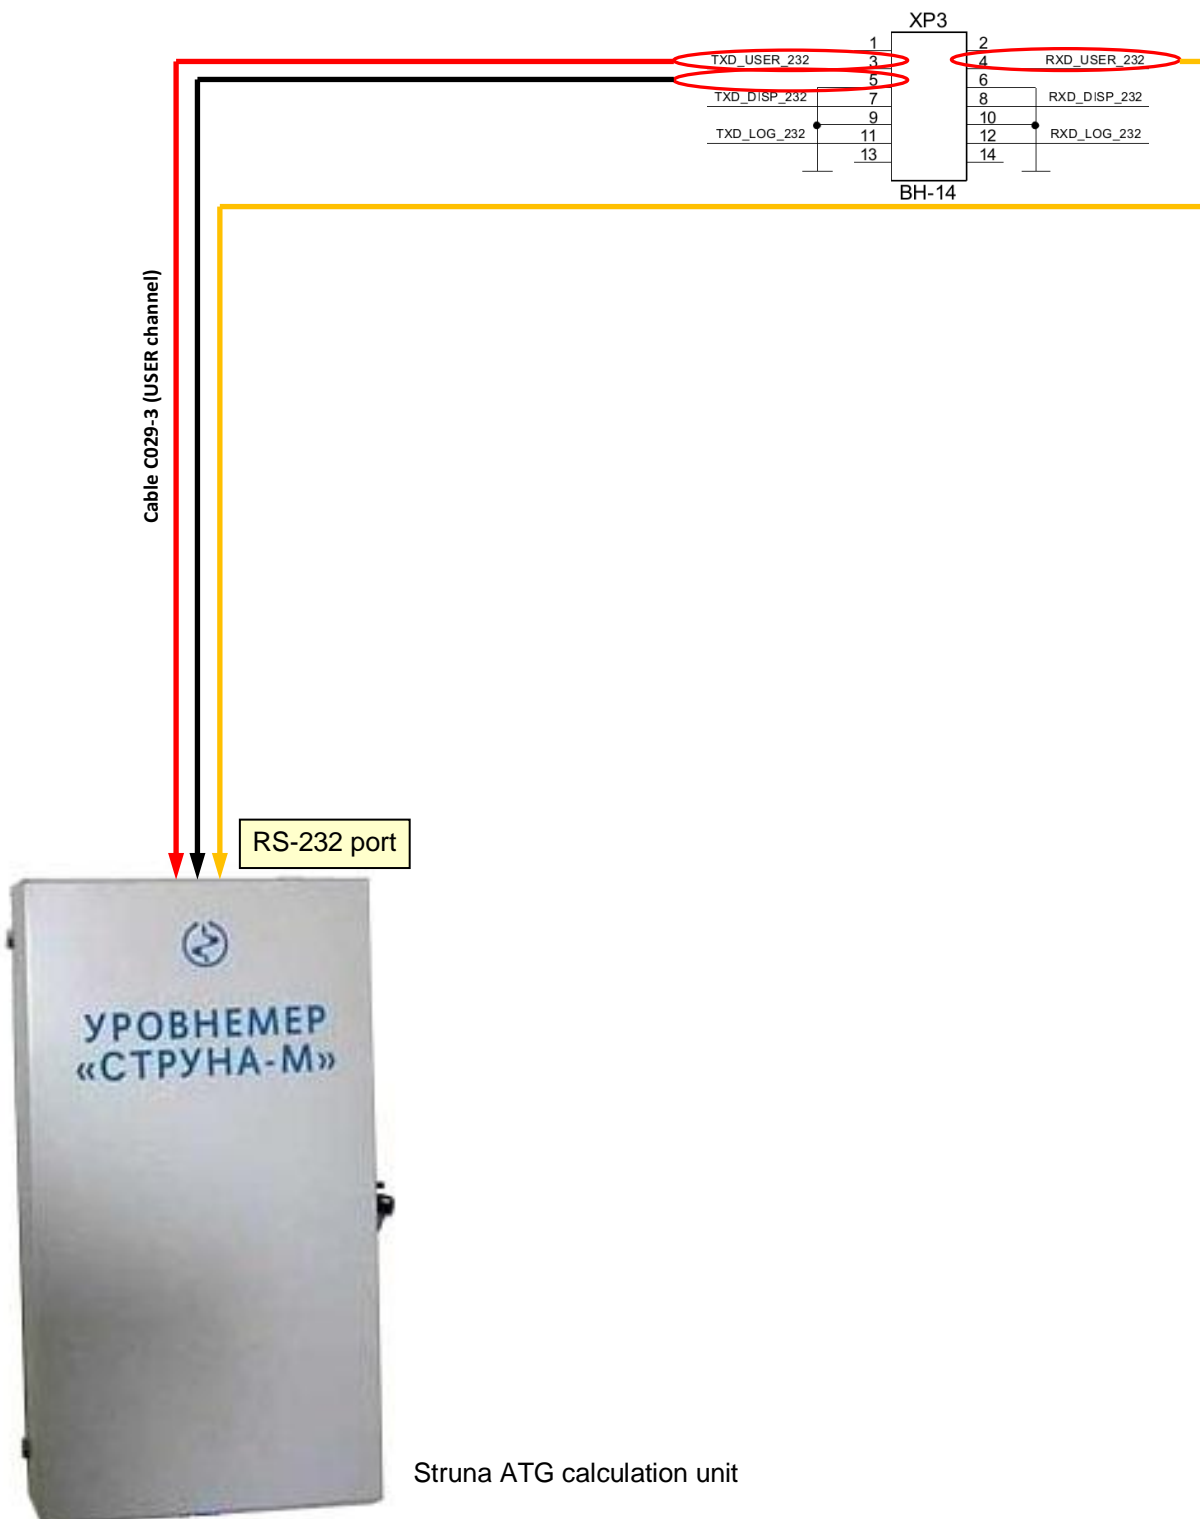 XP3
1 2
TXD_USER_232 3 4 RXD_USER_232
5 6
TXD_DISP_232 7 8 RXD_DISP_232
9 10
TXD_LOG_232 11 12 RXD_LOG_232
13 14
BH-14
Cable C029-3 (USER channel)
RS-232 port
УРОВНЕМЕР
«СТРУНА-М»
Struna ATG calculation unit